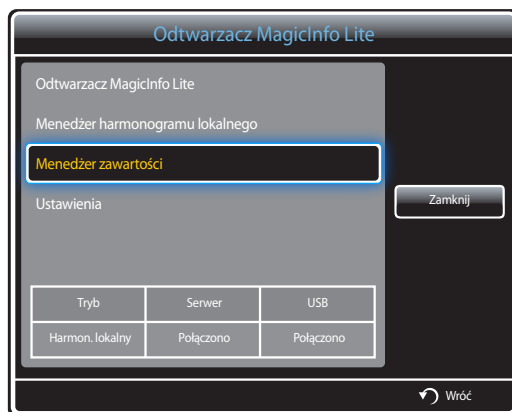 Odtwarzacz MagicInfo Lite
Odtwarzacz MagicInfo Lite
Menedżer harmonogramu lokalnego
Menedżer zawartości
Ustawienia
Zamknij
Tryb Serwer USB
Harmon. lokalny Połączono Połączono
Wróć